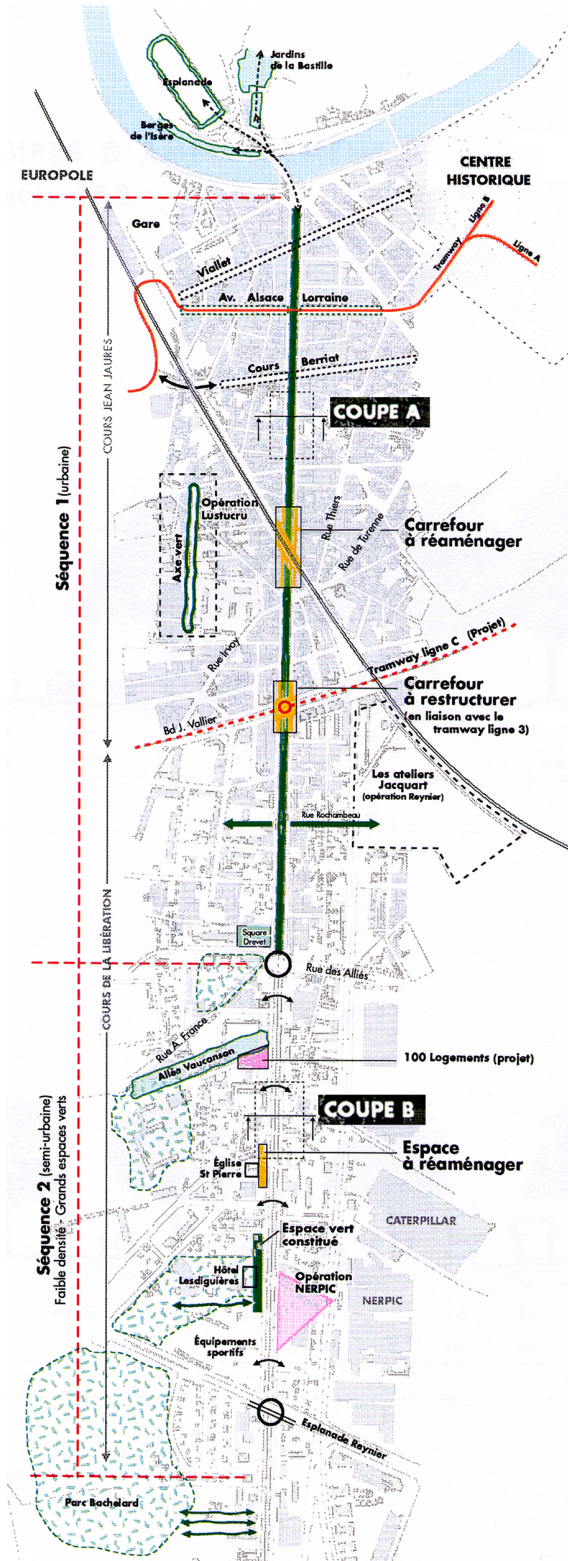 Jardins
de la Bastille
Esplanade
Berges
de l'Isère
EUROPOLE
CENTRE
HISTORIQUE
Gare
Ligne B
Tramway
Ligne A
Viallet
Av. Alsace Lorraine
Cours Berriat
COURS JEAN JAURES
COUPE A
Séquence 1 (urbaine)
Opération
Lustucru
Axe vert
Rue Thiers
Rue de Turenne
Carrefour
à réaménager
Rue Irvoy
Tramway ligne C (Projet)
Bd J. Vallier
Carrefour
à restructurer
(en liaison avec le
tramway ligne 3)
Les ateliers
Jacquart
(opération Reynier)
Rue Rochambeau
COURS DE LA LIBÉRATION
Square
Drevet
Rue des Alliés
Rue A. France
Allée Vaucanson
100 Logements (projet)
COUPE B
Séquence 2 (semi-urbaine)
Faible densité - Grands espaces verts
Église
St Pierre
Espace
à réaménager
CATERPILLAR
Espace vert
constitué
Hôtel
Lesdiguières
Opération
NERPIC
NERPIC
Équipements
sportifs
Esplanade Reynier
Parc Bachelard